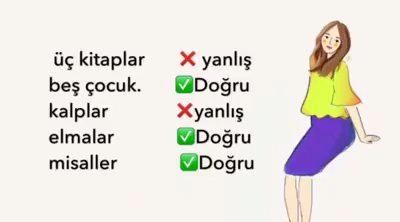 üç kitaplar ❌ yanlış
beş çocuk. ✅Doğru
kalplar ❌yanlış
elmalar ✅Doğru
misaller ✅Doğru